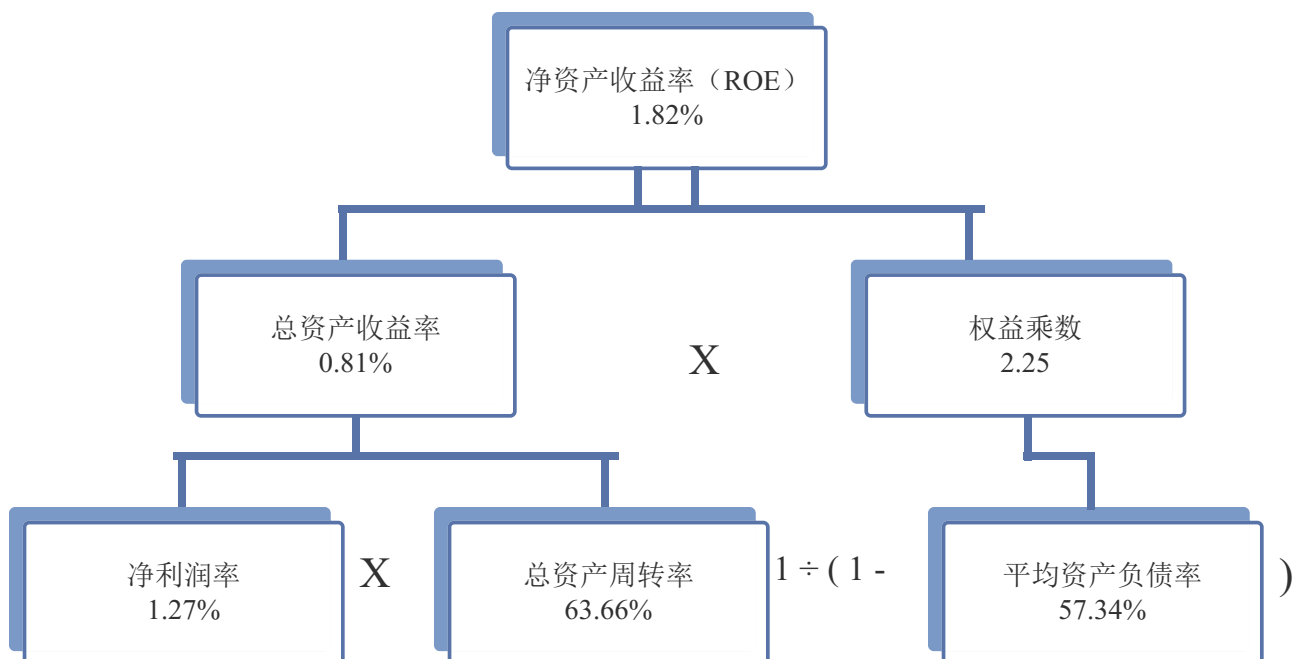 净资产收益率（ROE）
1.82%
总资产收益率
0.81%
X
权益乘数
2.25
净利润率
1.27%
X
总资产周转率
63.66%
1 ÷ ( 1 -
平均资产负债率
57.34%
)